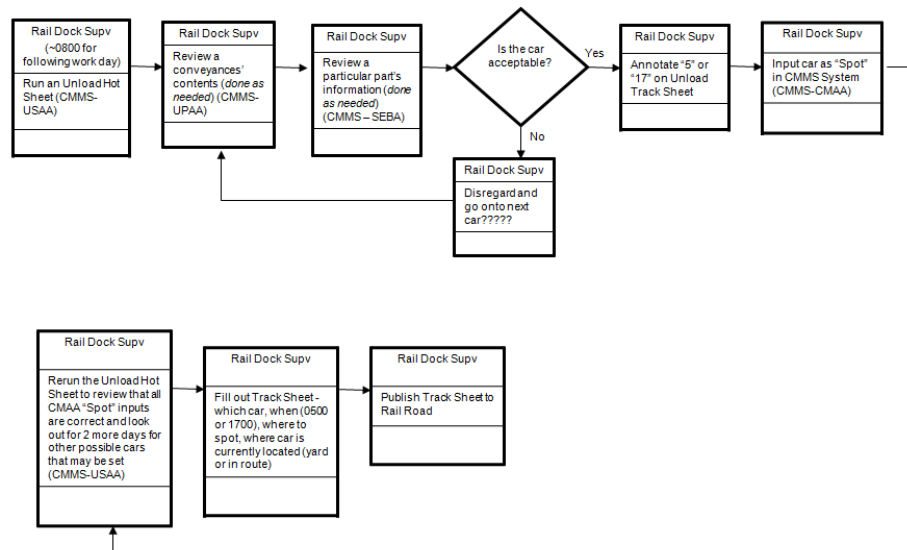 Rail Dock Supv
(~0800 for
following work day)
Run an Unload Hot
Sheet (CMMS-
USAA)
Rail Dock Supv
Review a
conveyances’
contents (done as
needed) (CMMS-
UPAA)
Rail Dock Supv
Review a
particular part’s
information (done
as needed)
(CMMS – SEBA)
Is the car
acceptable?
Yes
No
Rail Dock Supv
Annotate “5” or
“17” on Unload
Track Sheet
Rail Dock Supv
Input car as “Spot”
in CMMS System
(CMMS-CMAA)
Rail Dock Supv
Disregard and
go onto next
car?????
Rail Dock Supv
Rerun the Unload Hot
Sheet to review that all
CMAA “Spot” inputs
are correct and look
out for 2 more days for
other possible cars
that may be set
(CMMS-USAA)
Rail Dock Supv
Fill out Track Sheet -
which car, when (0500
or 1700), where to
spot, where car is
currently located (yard
or in route)
Rail Dock Supv
Publish Track Sheet to
Rail Road